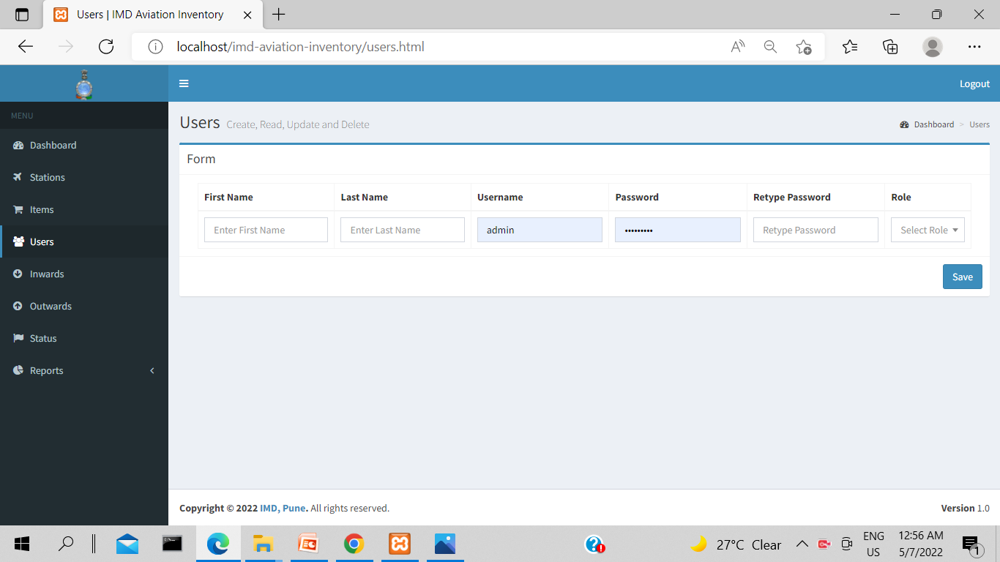 Users | IMD Aviation Inventory
localhost/imd-aviation-inventory/users.html
Logout
MENU
Dashboard
Stations
Items
Users
Inwards
Outwards
Status
Reports
Users Create, Read, Update and Delete
Dashboard > Users
Form
First Name Last Name Username Password Retype Password Role
Enter First Name Enter Last Name admin ••••••••• Retype Password Select Role
Save
Copyright © 2022 IMD, Pune. All rights reserved.
Version 1.0
27°C Clear
ENG
US
12:56 AM
5/7/2022
1